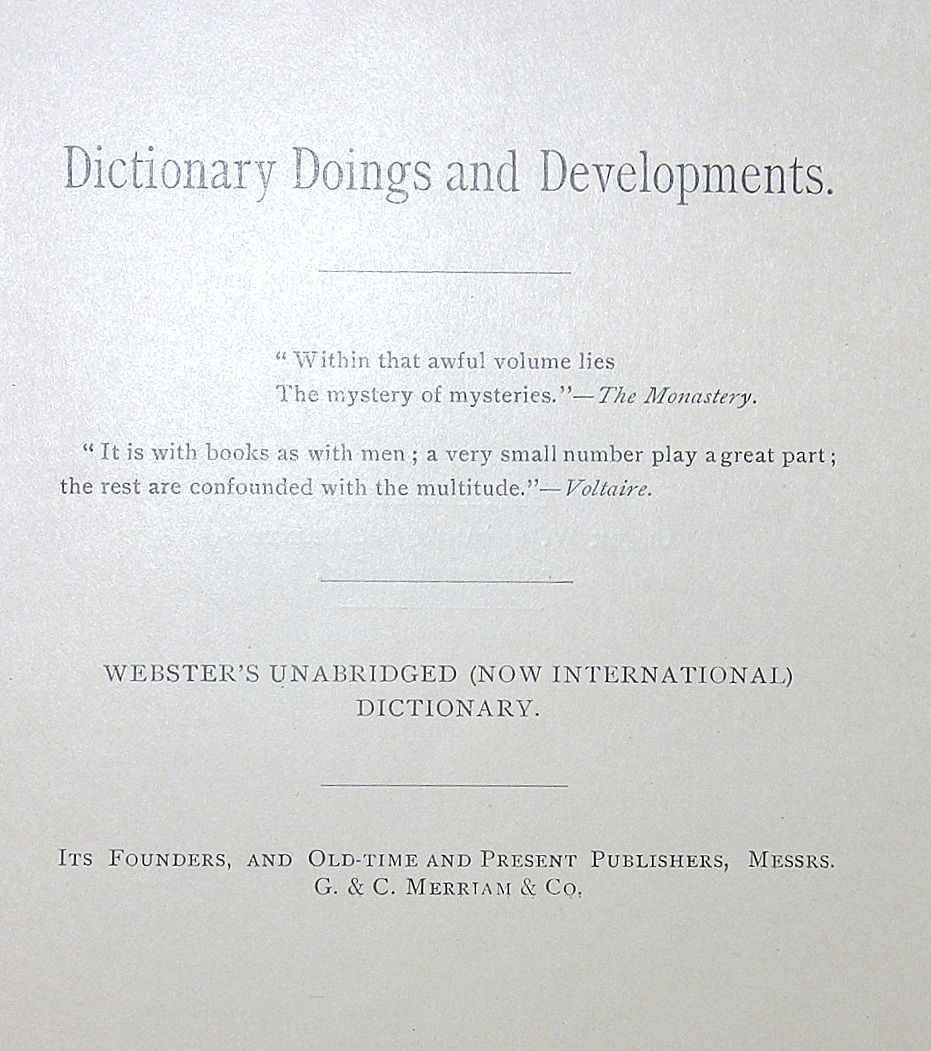 Dictionary Doings and Developments.
“ Within that awful volume lies
The mystery of mysteries.”—The Monastery.
“ It is with books as with men ; a very small number play a great part ;
the rest are confounded with the multitude.”—Voltaire.
WEBSTER’S UNABRIDGED (NOW INTERNATIONAL)
DICTIONARY.
ITS FOUNDERS, AND OLD-TIME AND PRESENT PUBLISHERS, MESSRS.
G. & C. MERRIAM & CO.